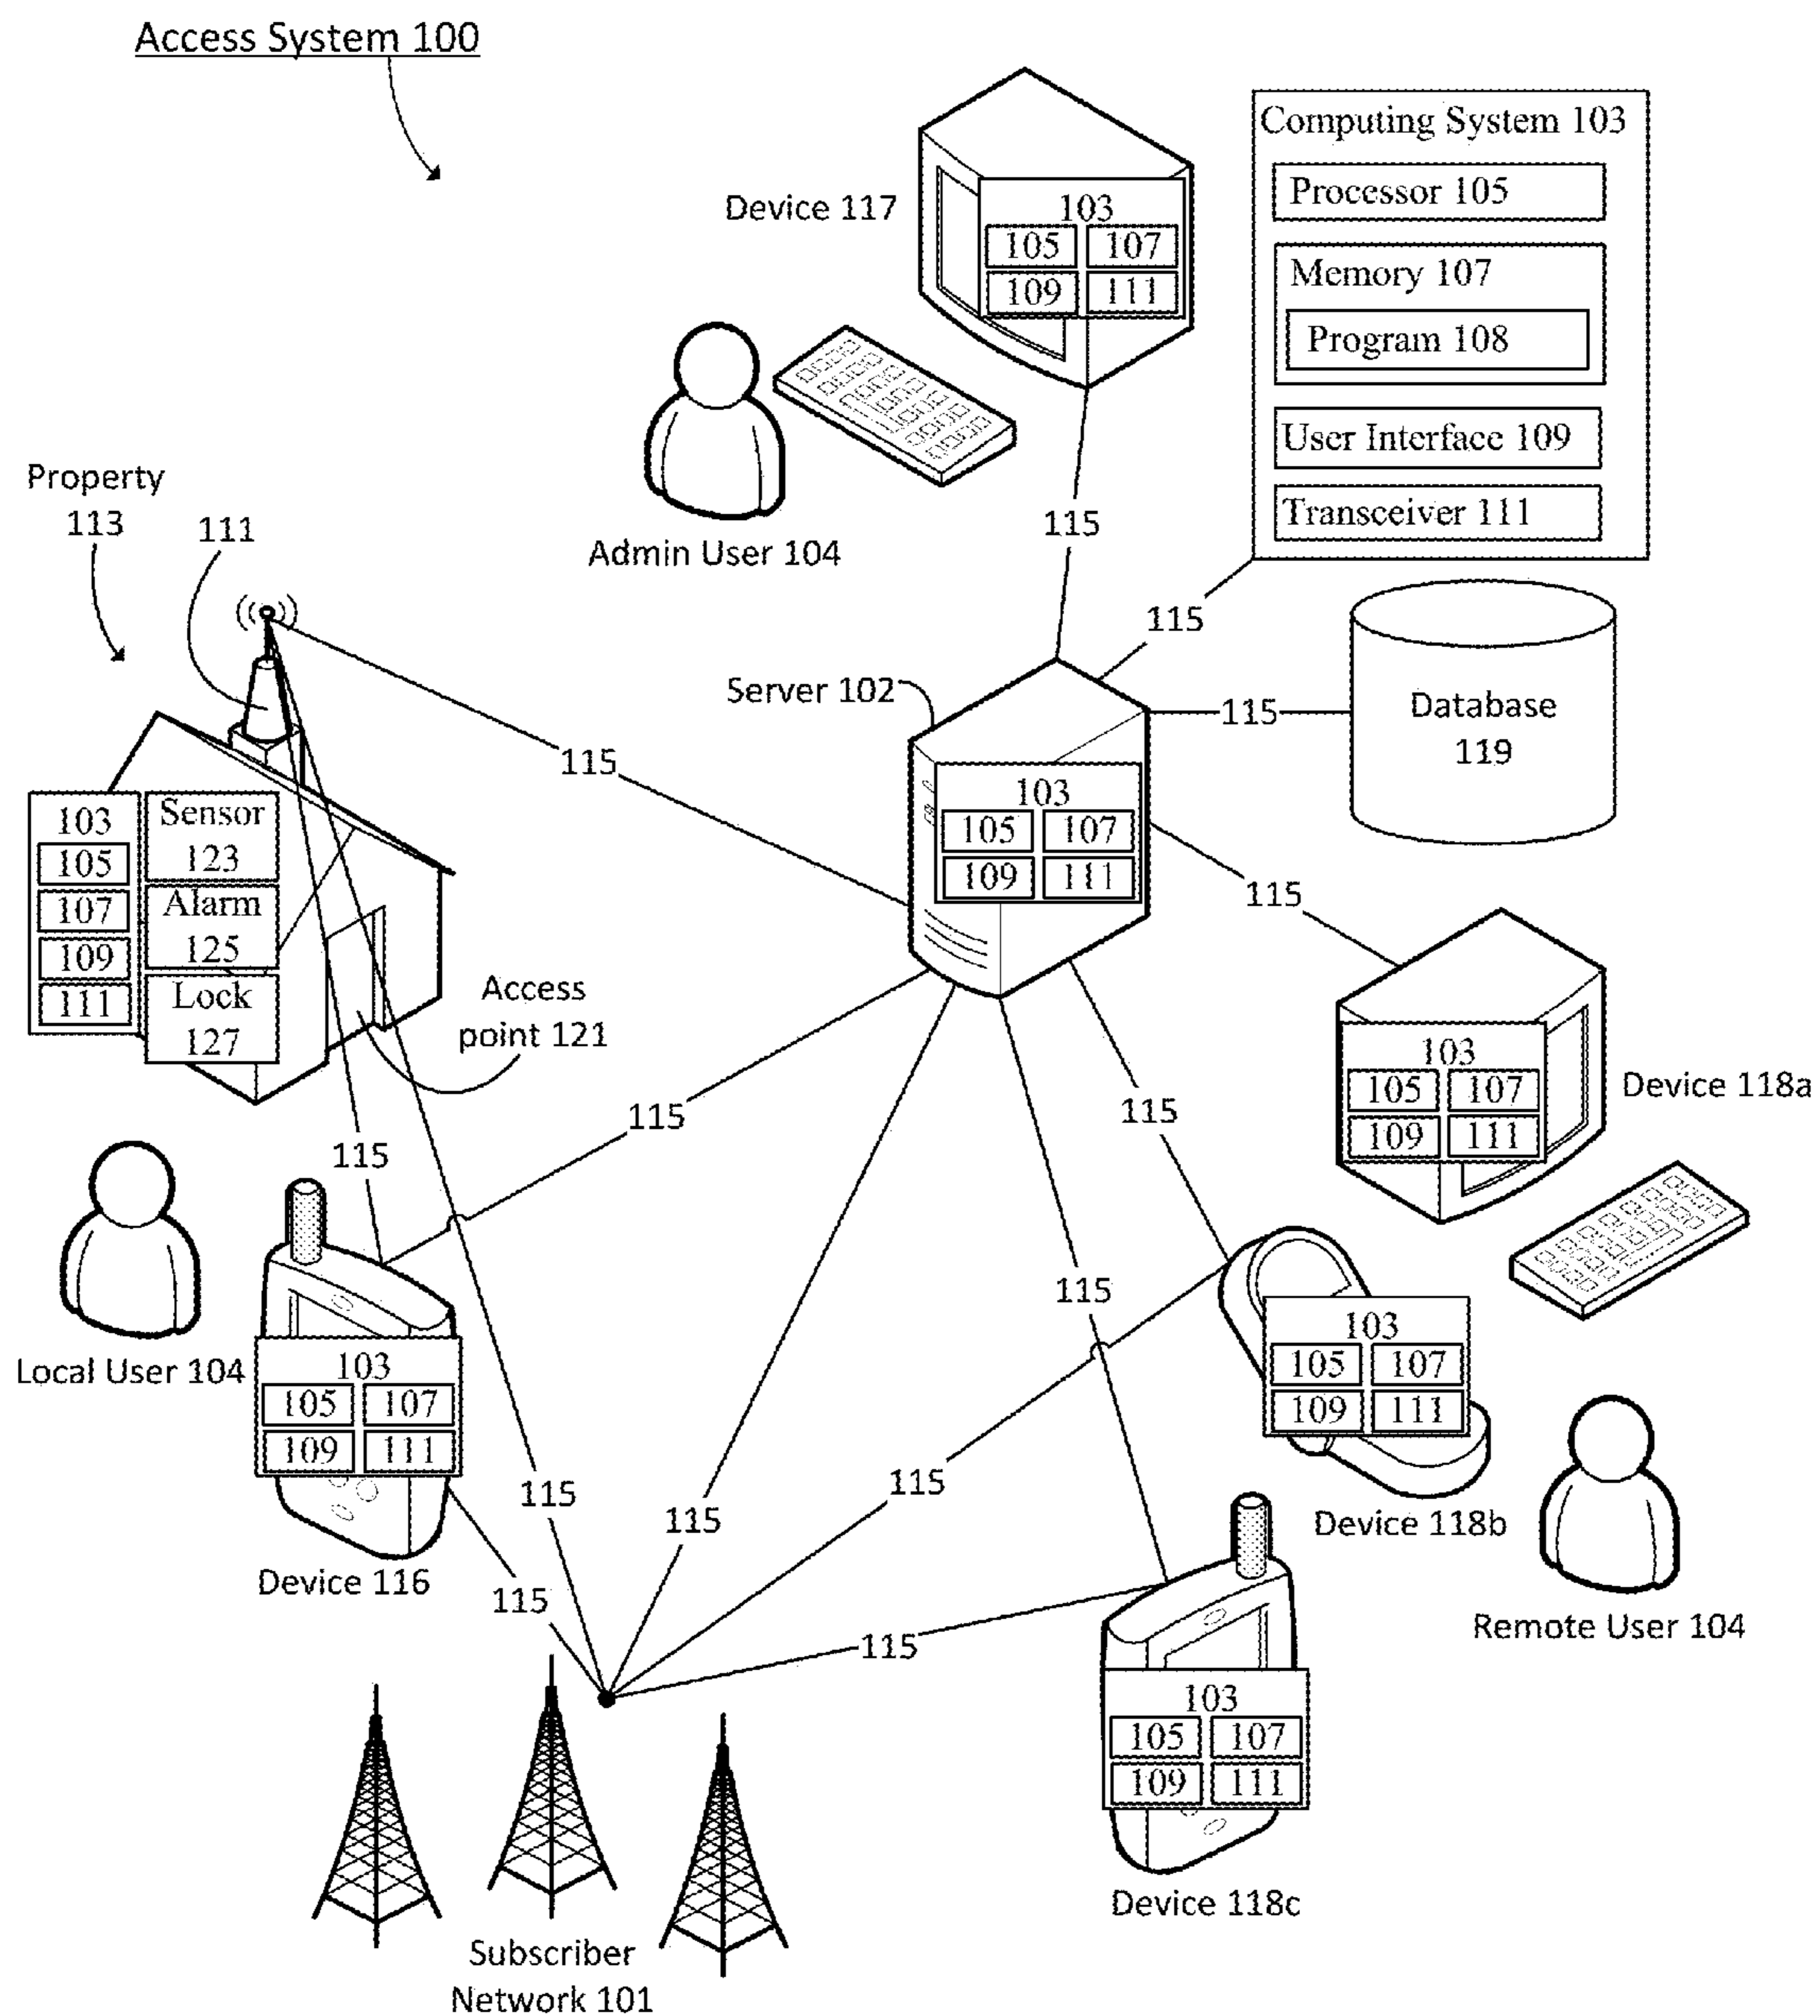 Access System 100
Computing System 103
Processor 105
Memory 107
Program 108
User Interface 109
Transceiver 111
Device 117
103
105 107
109 111
Admin User 104
115
115
Property
113
111
Server 102
115
Database
119
115
103
105 107
109 111
103
105
107
109
111
Sensor
123
Alarm
125
Lock
127
Access
point 121
115
103
105 107
109 111
Device 118a
115
115
115
Local User 104
103
105 107
109 111
Device 116
115
103
105 107
109 111
Device 118b
Remote User 104
115
115
115
115
115
103
105 107
109 111
Device 118c
Subscriber
Network 101